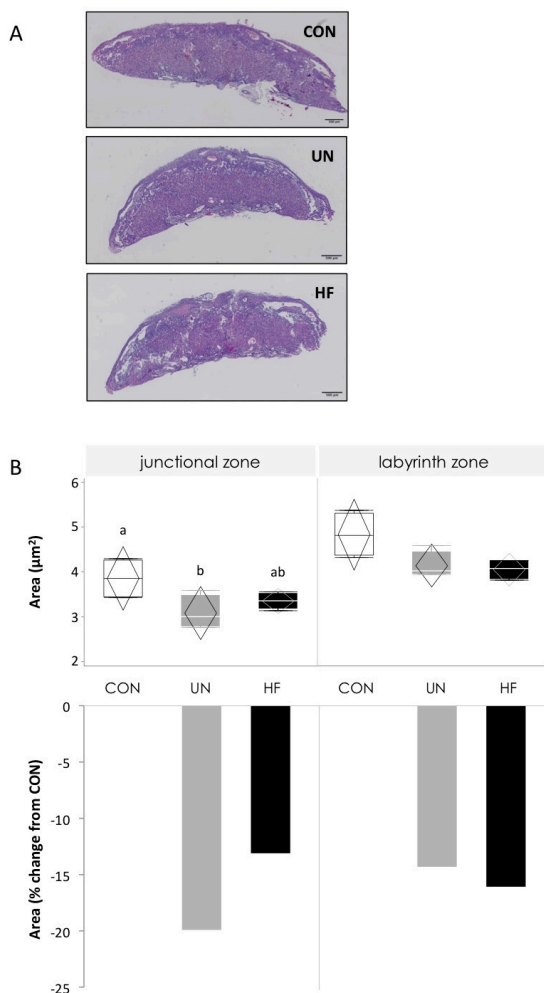 A
CON
UN
HF
B
junctional zone labyrinth zone
Area (µm²)
6
5
4
3
2
a
b
ab
CON UN HF CON UN HF
Area (% change from CON)
0
-5
-10
-15
-20
-25